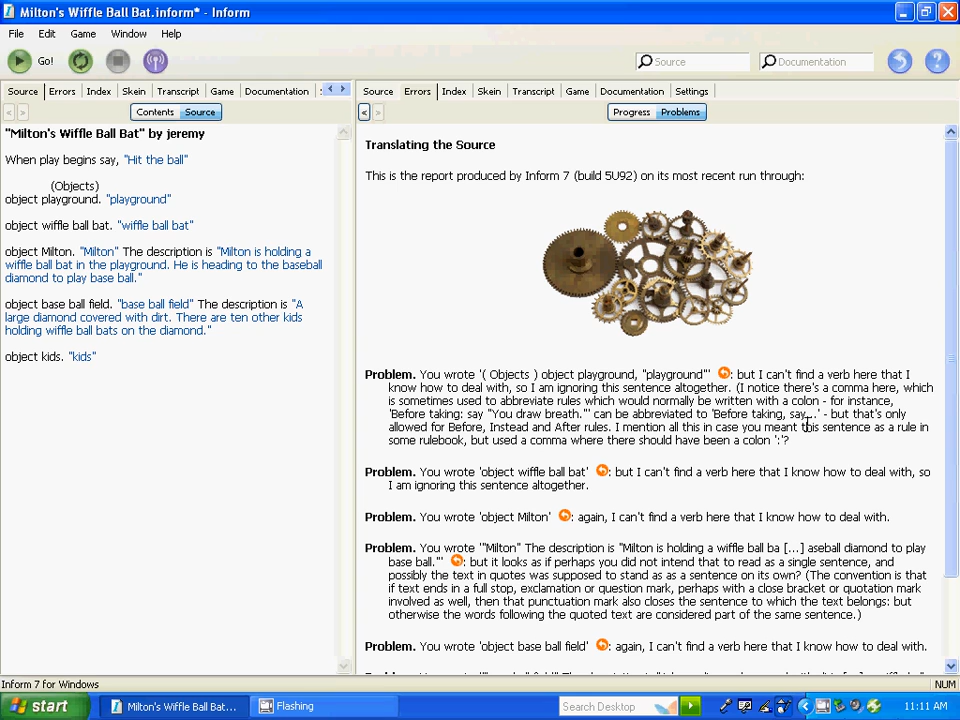 Milton's Wiffle Ball Bat.inform* - Inform
File Edit Game Window Help
Go! Source Documentation
Source Errors Index Skein Transcript Game Documentation
Contents Source
"Milton's Wiffle Ball Bat" by jeremy
When play begins say, "Hit the ball"
(Objects)
object playground. "playground"
object wiffle ball bat. "wiffle ball bat"
object Milton. "Milton" The description is "Milton is holding a
wiffle ball bat in the playground. He is heading to the baseball
diamond to play base ball."
object base ball field. "base ball field" The description is "A
large diamond covered with dirt. There are ten other kids
holding wiffle ball bats on the diamond."
object kids. "kids"
Source Errors Index Skein Transcript Game Documentation Settings
Progress Problems
Translating the Source
This is the report produced by Inform 7 (build 5U92) on its most recent run through:
Problem. You wrote '( Objects ) object playground, "playground"' : but I can't find a verb here that I
know how to deal with, so I am ignoring this sentence altogether. (I notice there's a comma here, which
is sometimes used to abbreviate rules which would normally be written with a colon - for instance,
'Before taking: say "You draw breath."' can be abbreviated to 'Before taking, say...' - but that's only
allowed for Before, Instead and After rules. I mention all this in case you meant this sentence as a rule in
some rulebook, but used a comma where there should have been a colon ':'?
Problem. You wrote 'object wiffle ball bat' : but I can't find a verb here that I know how to deal with, so
I am ignoring this sentence altogether.
Problem. You wrote 'object Milton' : again, I can't find a verb here that I know how to deal with.
Problem. You wrote '"Milton" The description is "Milton is holding a wiffle ball ba [...] aseball diamond to play
base ball."' : but it looks as if perhaps you did not intend that to read as a single sentence, and
possibly the text in quotes was supposed to stand as as a sentence on its own? (The convention is that
if text ends in a full stop, exclamation or question mark, perhaps with a close bracket or quotation mark
involved as well, then that punctuation mark also closes the sentence to which the text belongs: but
otherwise the words following the quoted text are considered part of the same sentence.)
Problem. You wrote 'object base ball field' : again, I can't find a verb here that I know how to deal with.
Inform 7 for Windows NUM
start Milton's Wiffle Ball Bat... Flashing Search Desktop 11:11 AM